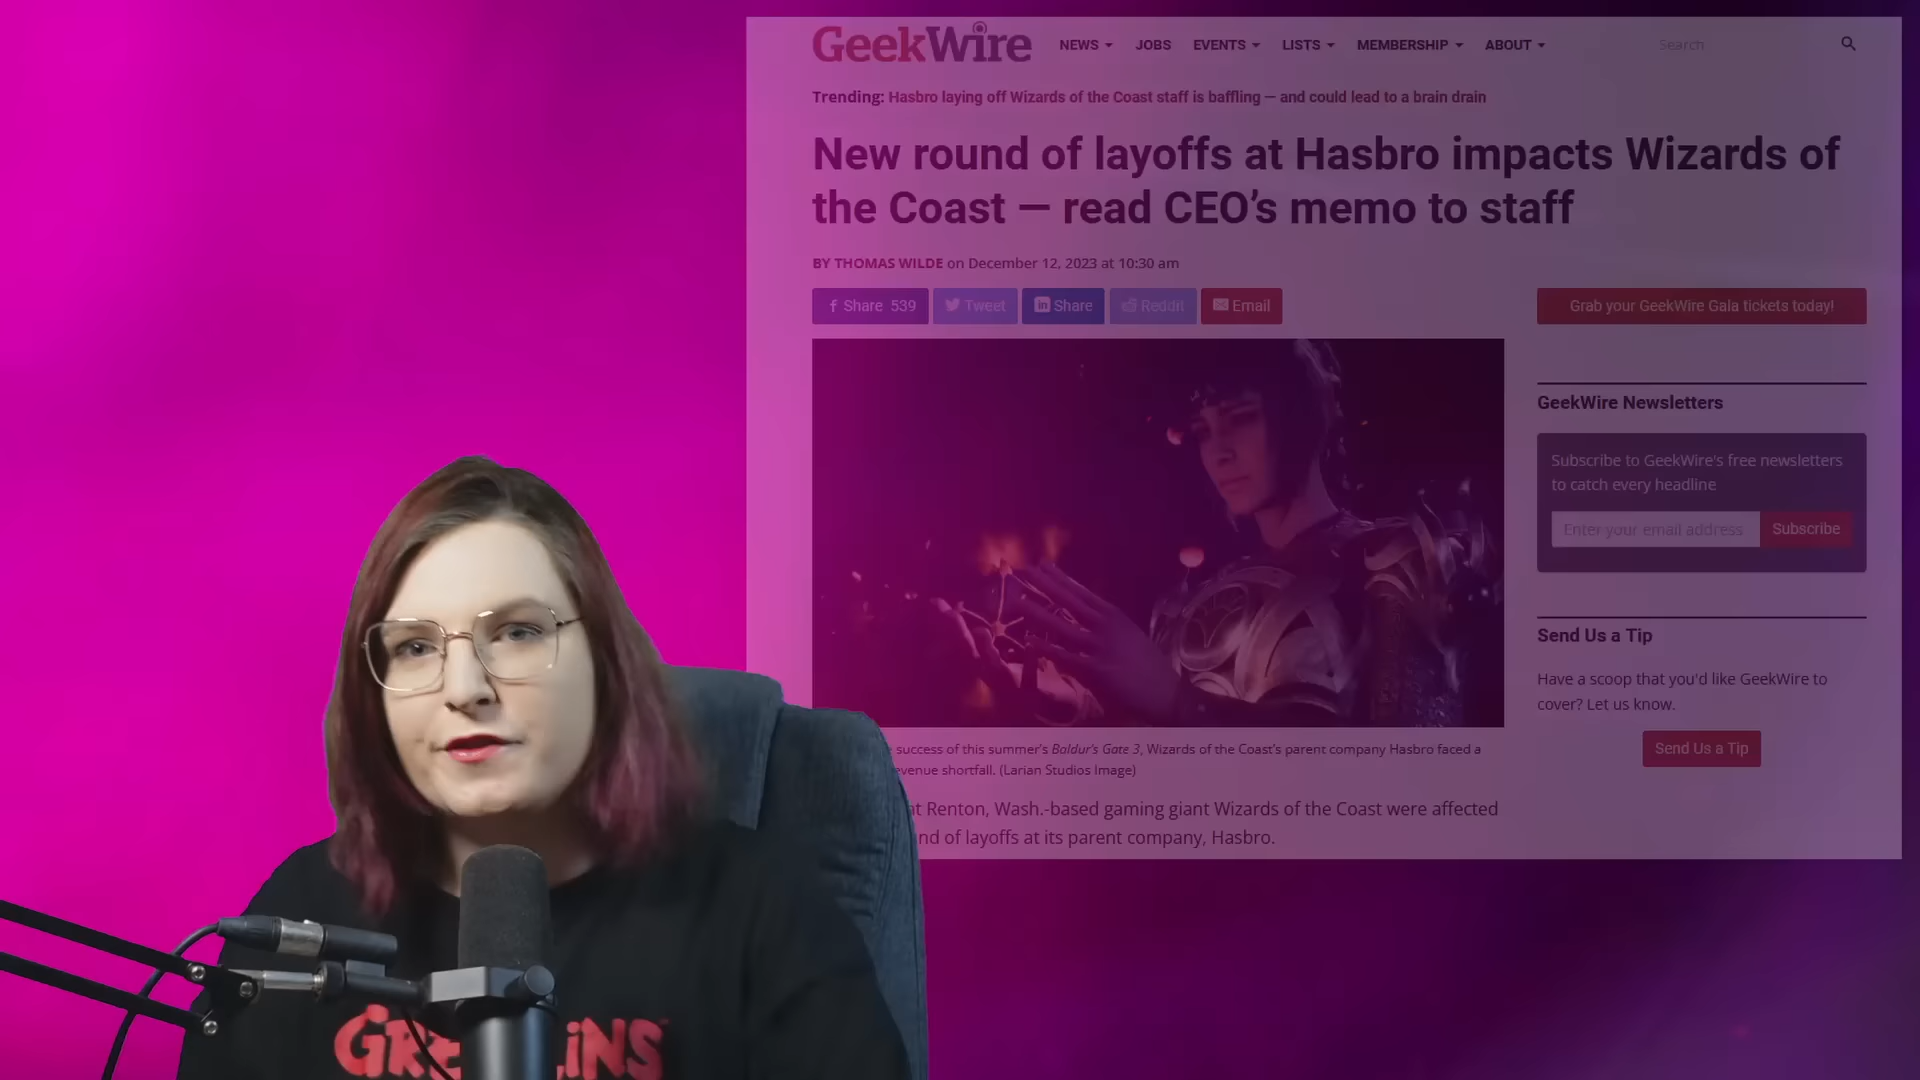 GeekWire
NEWS JOBS EVENTS LISTS MEMBERSHIP ABOUT Search
Trending: Hasbro laying off Wizards of the Coast staff is baffling — and could lead to a brain drain
New round of layoffs at Hasbro impacts Wizards of
the Coast — read CEO's memo to staff
BY THOMAS WILDE on December 12, 2023 at 10:30 am
f Share 539 Tweet in Share Reddit Email
Grab your GeekWire Gala tickets today!
GeekWire Newsletters
Subscribe to GeekWire's free newsletters
to catch every headline
Enter your email address Subscribe
Send Us a Tip
Have a scoop that you'd like GeekWire to
cover? Let us know.
Send Us a Tip
success of this summer's Baldur's Gate 3, Wizards of the Coast's parent company Hasbro faced a
shortfall. (Larian Studios Image)
Renton, Wash.-based gaming giant Wizards of the Coast were affected
of layoffs at its parent company, Hasbro.